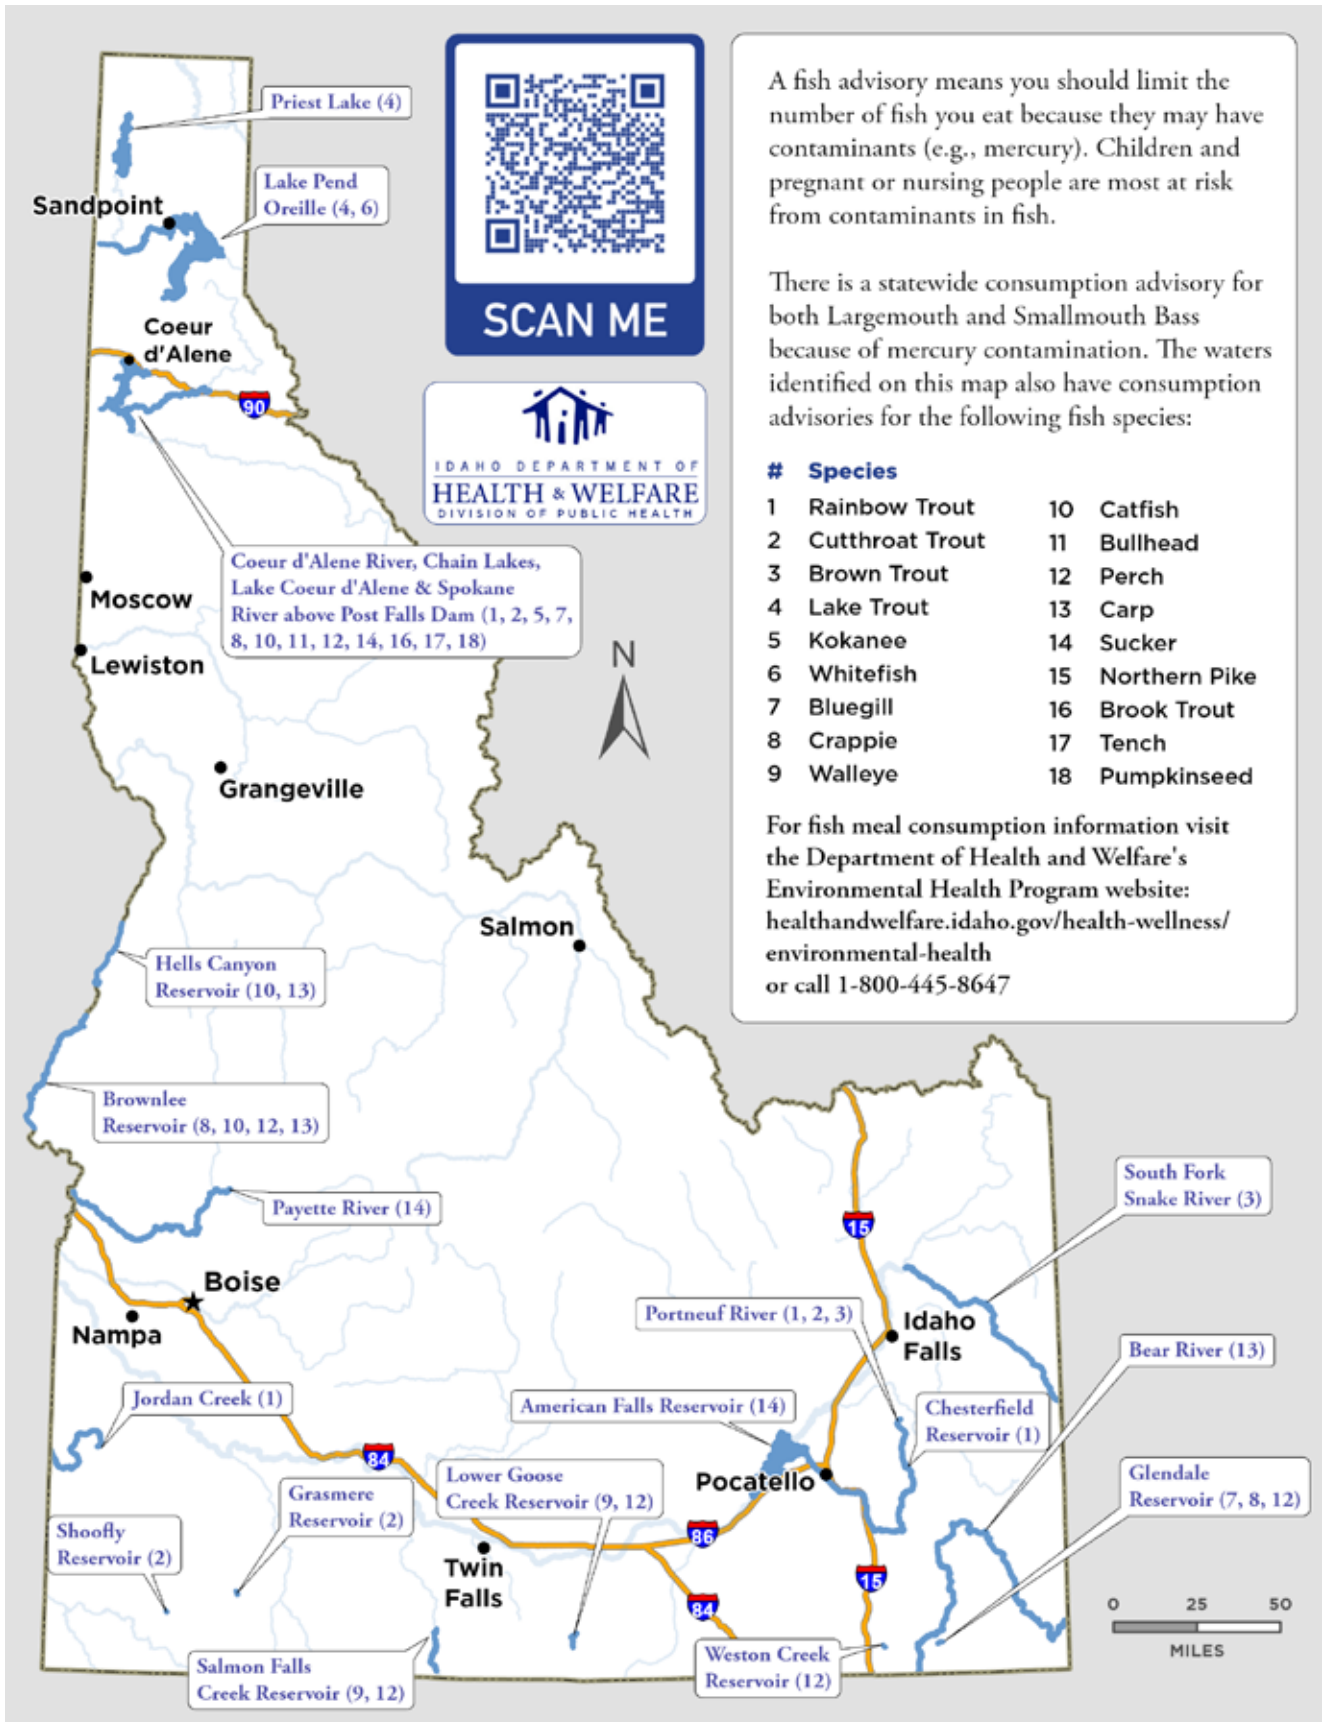 Priest Lake (4)
Lake Pend
Oreille (4, 6)
Sandpoint
Coeur
d'Alene
90
SCAN ME
IDAHO DEPARTMENT OF
HEALTH & WELFARE
DIVISION OF PUBLIC HEALTH
A fish advisory means you should limit the
number of fish you eat because they may have
contaminants (e.g., mercury). Children and
pregnant or nursing people are most at risk
from contaminants in fish.
There is a statewide consumption advisory for
both Largemouth and Smallmouth Bass
because of mercury contamination. The waters
identified on this map also have consumption
advisories for the following fish species:
# Species
1 Rainbow Trout
2 Cutthroat Trout
3 Brown Trout
4 Lake Trout
5 Kokanee
6 Whitefish
7 Bluegill
8 Crappie
9 Walleye
10 Catfish
11 Bullhead
12 Perch
13 Carp
14 Sucker
15 Northern Pike
16 Brook Trout
17 Tench
18 Pumpkinseed
For fish meal consumption information visit
the Department of Health and Welfare's
Environmental Health Program website:
healthandwelfare.idaho.gov/health-wellness/
environmental-health
or call 1-800-445-8647
Coeur d'Alene River, Chain Lakes,
Lake Coeur d'Alene & Spokane
River above Post Falls Dam (1, 2, 5, 7,
8, 10, 11, 12, 14, 16, 17, 18)
Moscow
Lewiston
N
Grangeville
Salmon
Hells Canyon
Reservoir (10, 13)
Brownlee
Reservoir (8, 10, 12, 13)
Payette River (14)
South Fork
Snake River (3)
15
Boise
Nampa
Portneuf River (1, 2, 3)
Idaho
Falls
Bear River (13)
Jordan Creek (1)
American Falls Reservoir (14)
Chesterfield
Reservoir (1)
84
Pocatello
Lower Goose
Creek Reservoir (9, 12)
Glendale
Reservoir (7, 8, 12)
Grasmere
Reservoir (2)
Shoofly
Reservoir (2)
86
Twin
Falls
15
84
0 25 50
MILES
Weston Creek
Reservoir (12)
Salmon Falls
Creek Reservoir (9, 12)